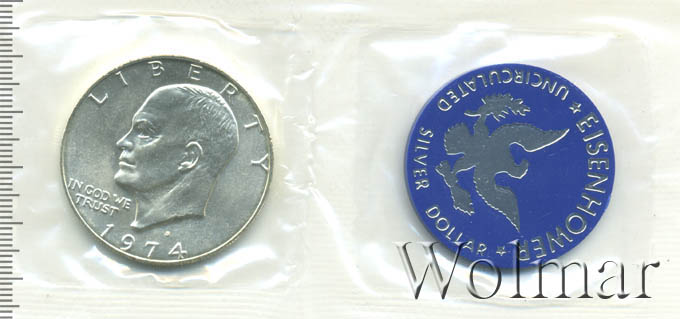 LIBERTY
IN GOD WE
TRUST
1974
EISENHOWER
UNCIRCULATED SILVER DOLLAR
Wolmar